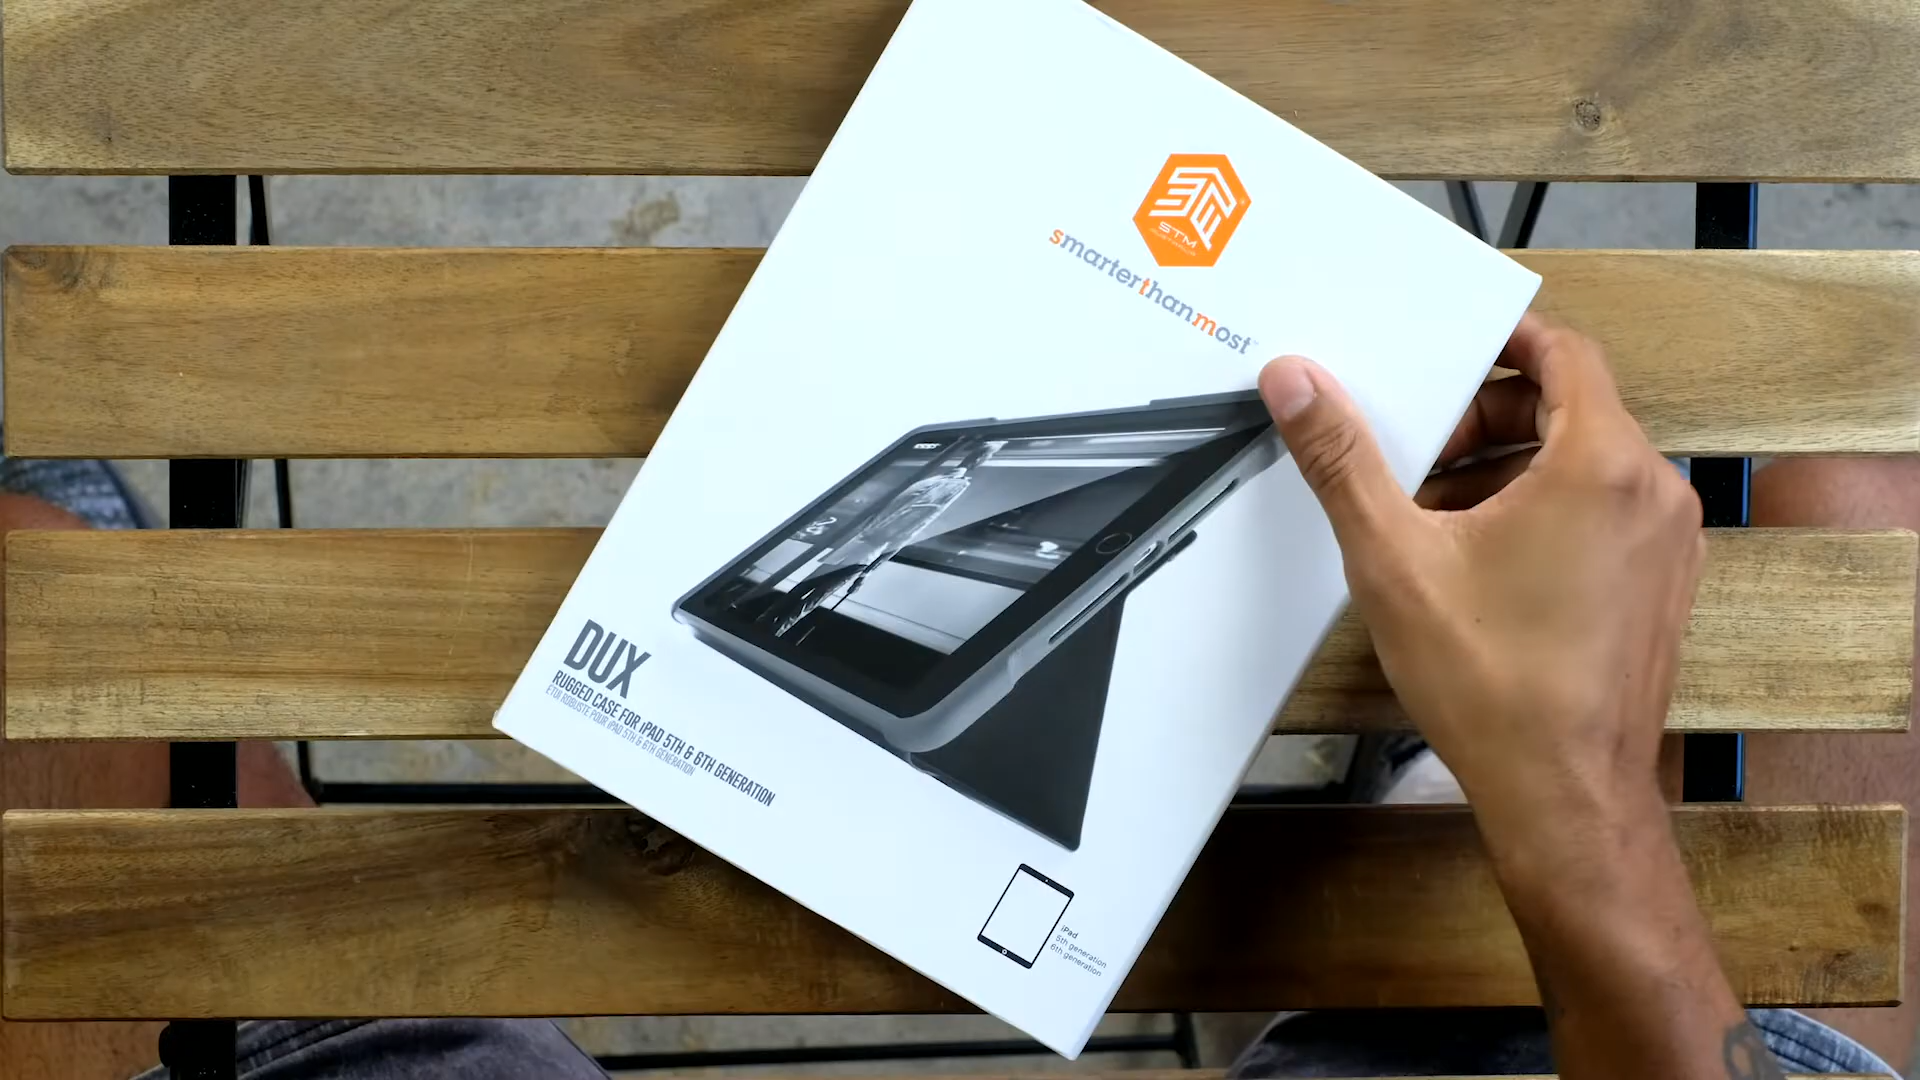 STM
smarterthanmost
DUX
RUGGED CASE FOR iPAD 5TH & 6TH GENERATION
ETUI ROBUSTE POUR iPAD 5TH & 6TH GENERATION
iPad
5th generation
6th generation